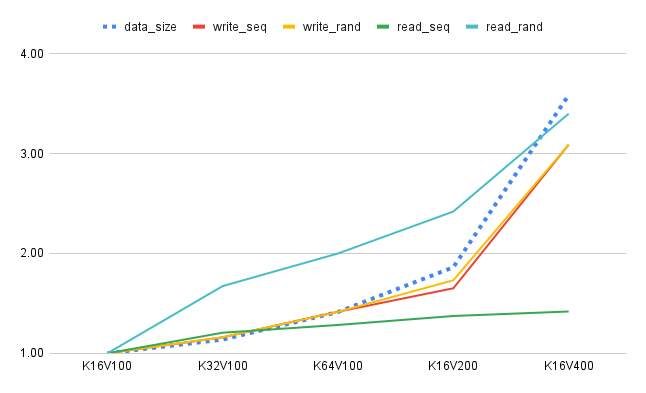 data_size write_seq write_rand read_seq read_rand
4.00
3.00
2.00
1.00
K16V100 K32V100 K64V100 K16V200 K16V400